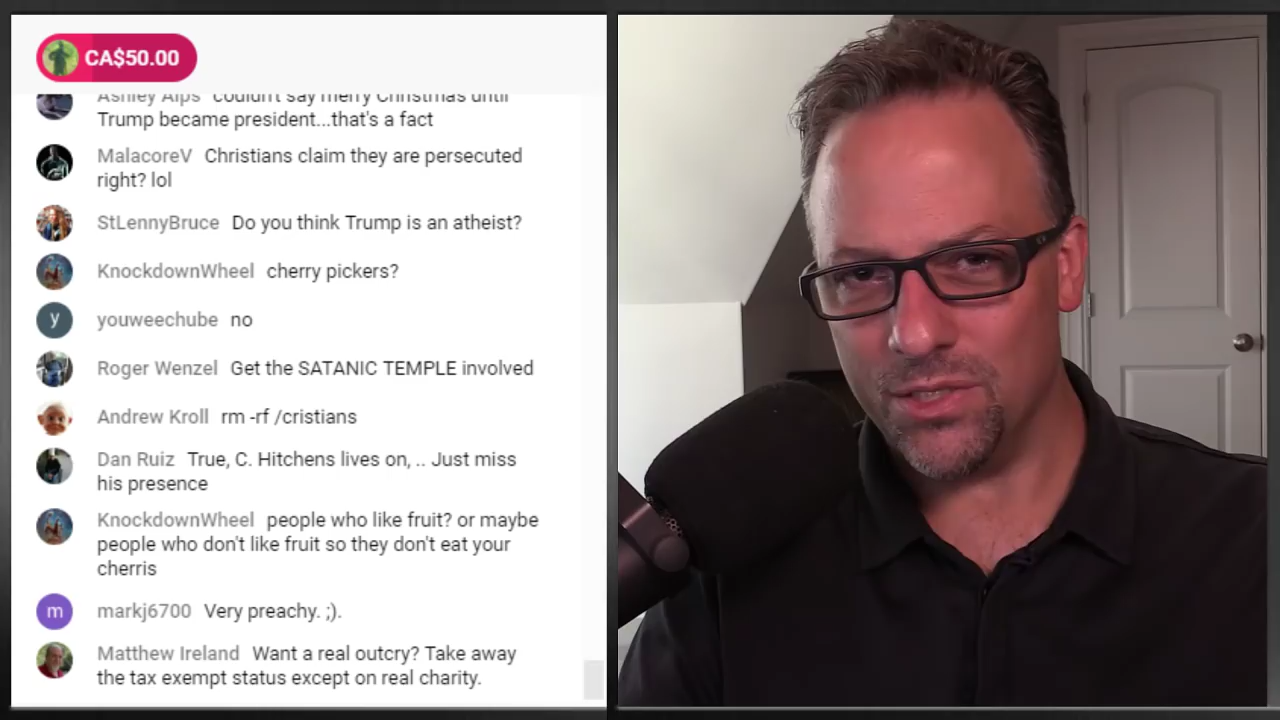 CA$50.00
Ashley Alps couldn't say merry Christmas until
Trump became president...that's a fact
MalacoreV Christians claim they are persecuted
right? lol
StLennyBruce Do you think Trump is an atheist?
KnockdownWheel cherry pickers?
y youweechube no
Roger Wenzel Get the SATANIC TEMPLE involved
Andrew Kroll rm -rf /cristians
Dan Ruiz True, C. Hitchens lives on, .. Just miss
his presence
KnockdownWheel people who like fruit? or maybe
people who don't like fruit so they don't eat your
cherris
m markj6700 Very preachy. ;).
Matthew Ireland Want a real outcry? Take away
the tax exempt status except on real charity.